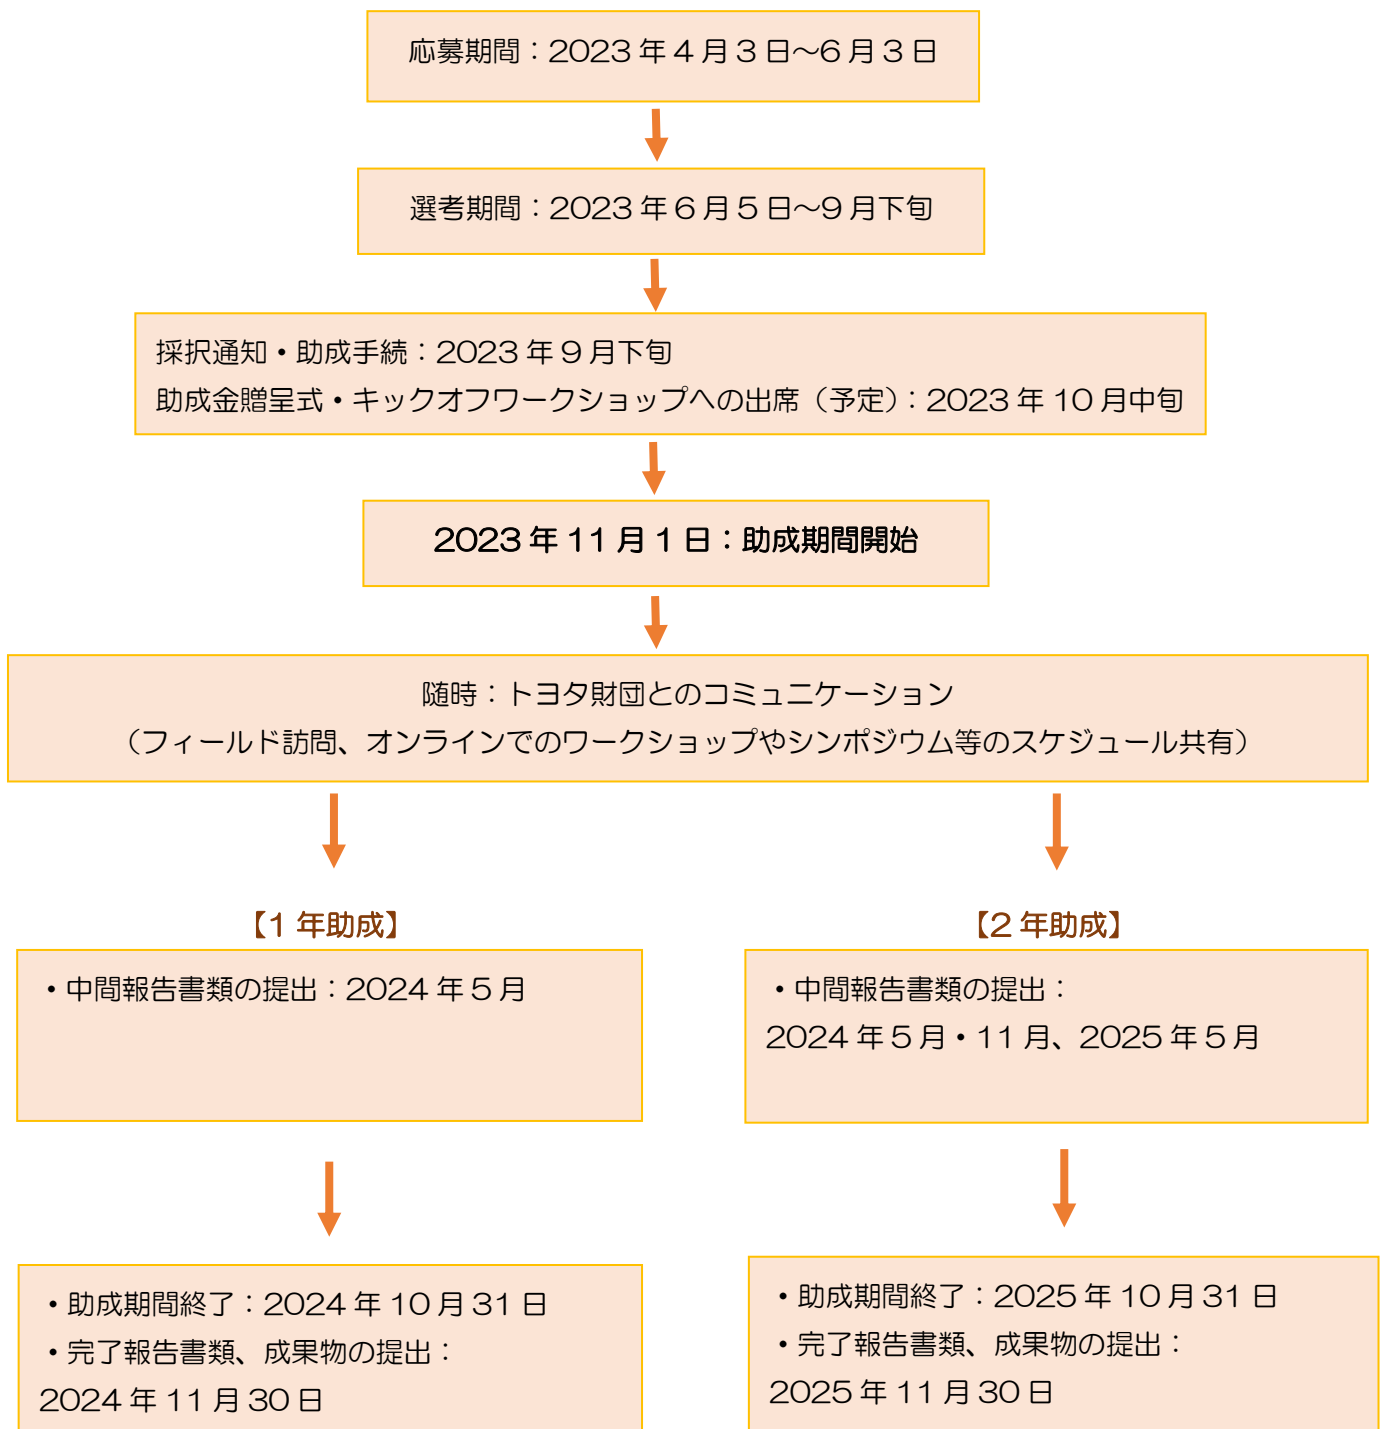 応募期間：2023年4月3日～6月3日
選考期間：2023年6月5日～9月下旬
採択通知・助成手続：2023年9月下旬
助成金贈呈式・キックオフワークショップへの出席（予定）：2023年10月中旬
2023年11月1日：助成期間開始
随時：トヨタ財団とのコミュニケーション
（フィールド訪問、オンラインでのワークショップやシンポジウム等のスケジュール共有）
【1年助成】
・中間報告書類の提出：2024年5月
・助成期間終了：2024年10月31日
・完了報告書類、成果物の提出：
2024年11月30日
【2年助成】
・中間報告書類の提出：
2024年5月・11月、2025年5月
・助成期間終了：2025年10月31日
・完了報告書類、成果物の提出：
2025年11月30日